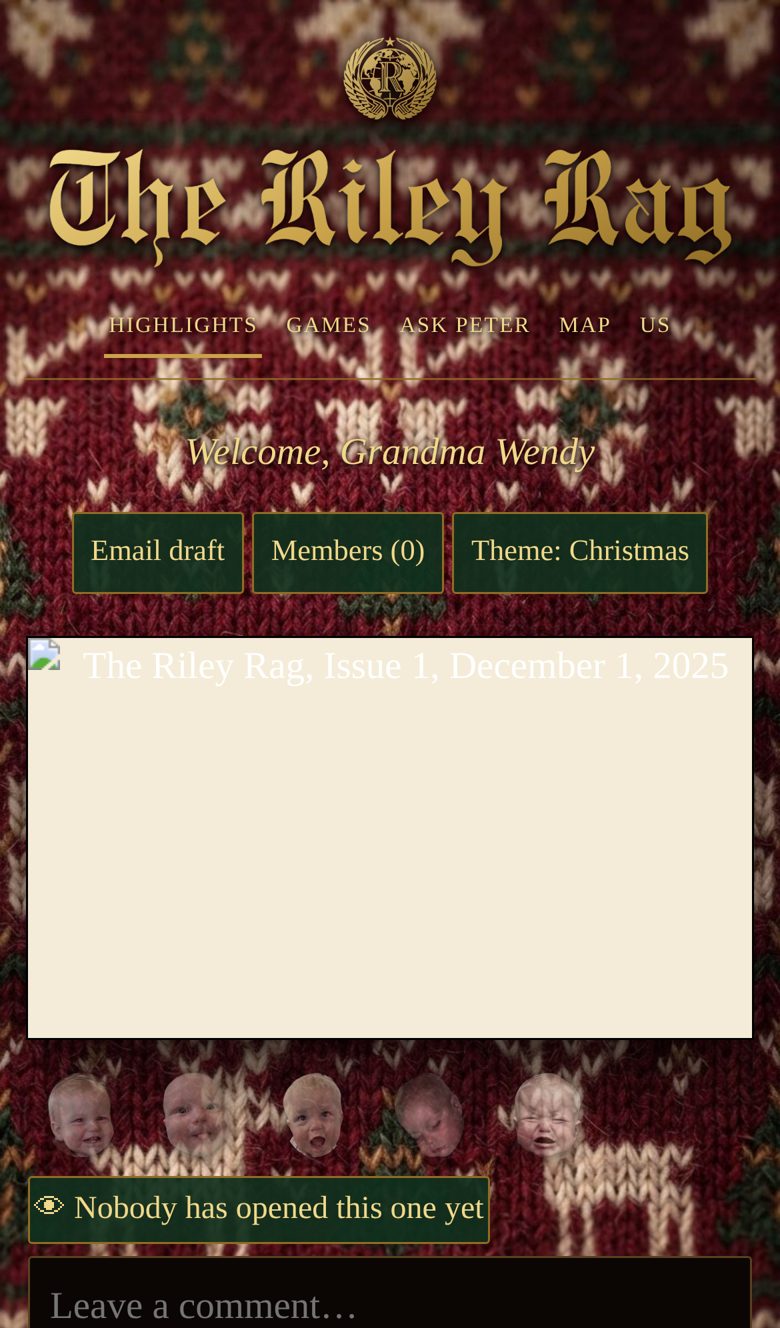 R
The Riley Rag
HIGHLIGHTS GAMES ASK PETER MAP US
Welcome, Grandma Wendy
Email draft Members (0) Theme: Christmas
The Riley Rag, Issue 1, December 1, 2025
Nobody has opened this one yet
Leave a comment…